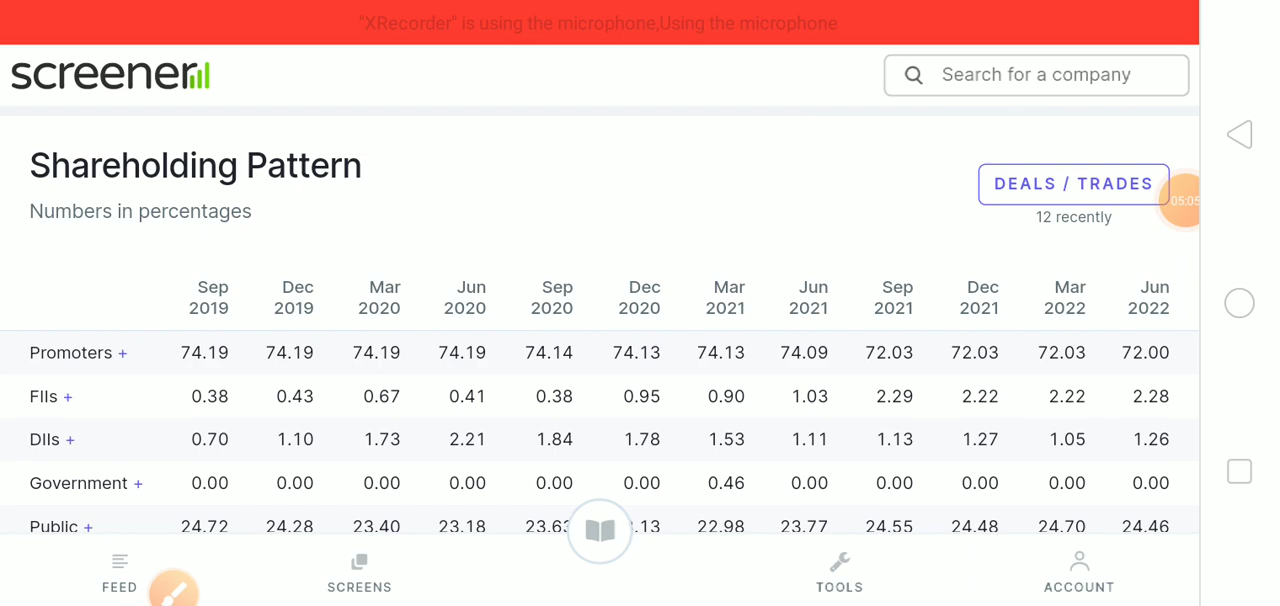 "XRecorder" is using the microphone,Using the microphone
screener
Search for a company
Shareholding Pattern
Numbers in percentages
DEALS / TRADES
12 recently
05:05
Sep 2019 Dec 2019 Mar 2020 Jun 2020 Sep 2020 Dec 2020 Mar 2021 Jun 2021 Sep 2021 Dec 2021 Mar 2022 Jun 2022
Promoters + 74.19 74.19 74.19 74.19 74.14 74.13 74.13 74.09 72.03 72.03 72.03 72.00
FIIs + 0.38 0.43 0.67 0.41 0.38 0.95 0.90 1.03 2.29 2.22 2.22 2.28
DIIs + 0.70 1.10 1.73 2.21 1.84 1.78 1.53 1.11 1.13 1.27 1.05 1.26
Government + 0.00 0.00 0.00 0.00 0.00 0.00 0.46 0.00 0.00 0.00 0.00 0.00
Public + 24.72 24.28 23.40 23.18 23.63 .13 22.98 23.77 24.55 24.48 24.70 24.46
FEED
SCREENS
TOOLS
ACCOUNT